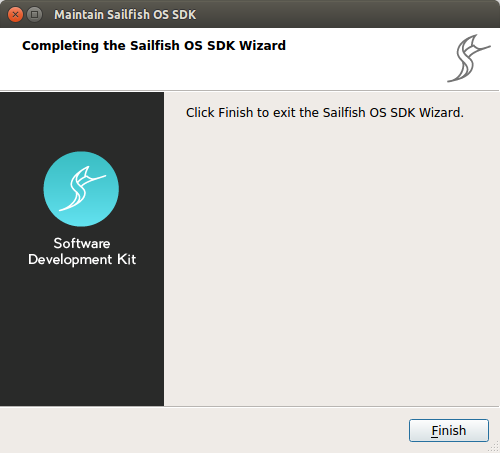 Maintain Sailfish OS SDK
Completing the Sailfish OS SDK Wizard
Click Finish to exit the Sailfish OS SDK Wizard.
Software
Development Kit
Finish